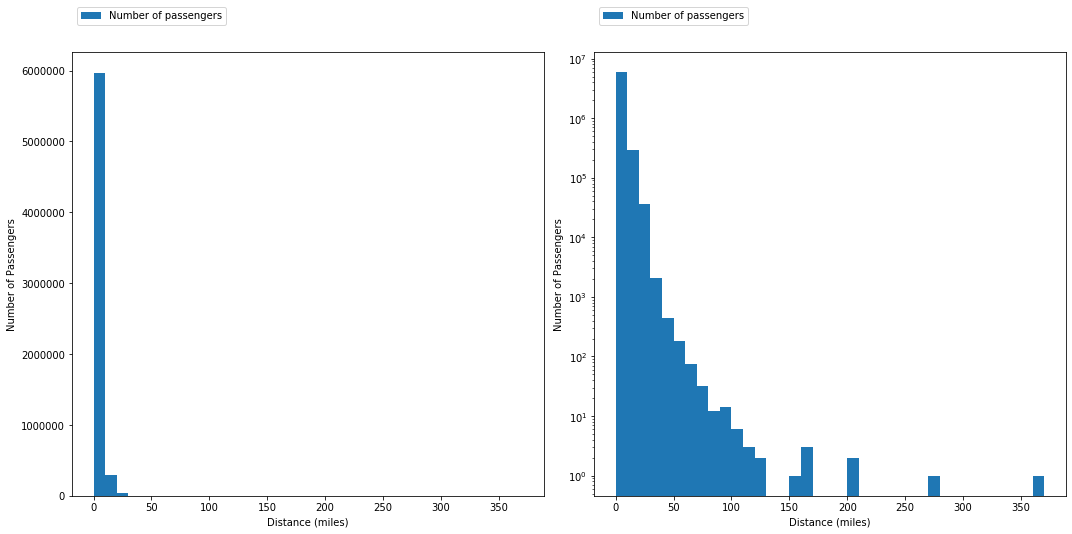 Number of passengers
Number of Passengers
6000000
5000000
4000000
3000000
2000000
1000000
0
0 50 100 150 200 250 300 350
Distance (miles)
Number of passengers
Number of Passengers
10⁷
10⁶
10⁵
10⁴
10³
10²
10¹
10⁰
0 50 100 150 200 250 300 350
Distance (miles)